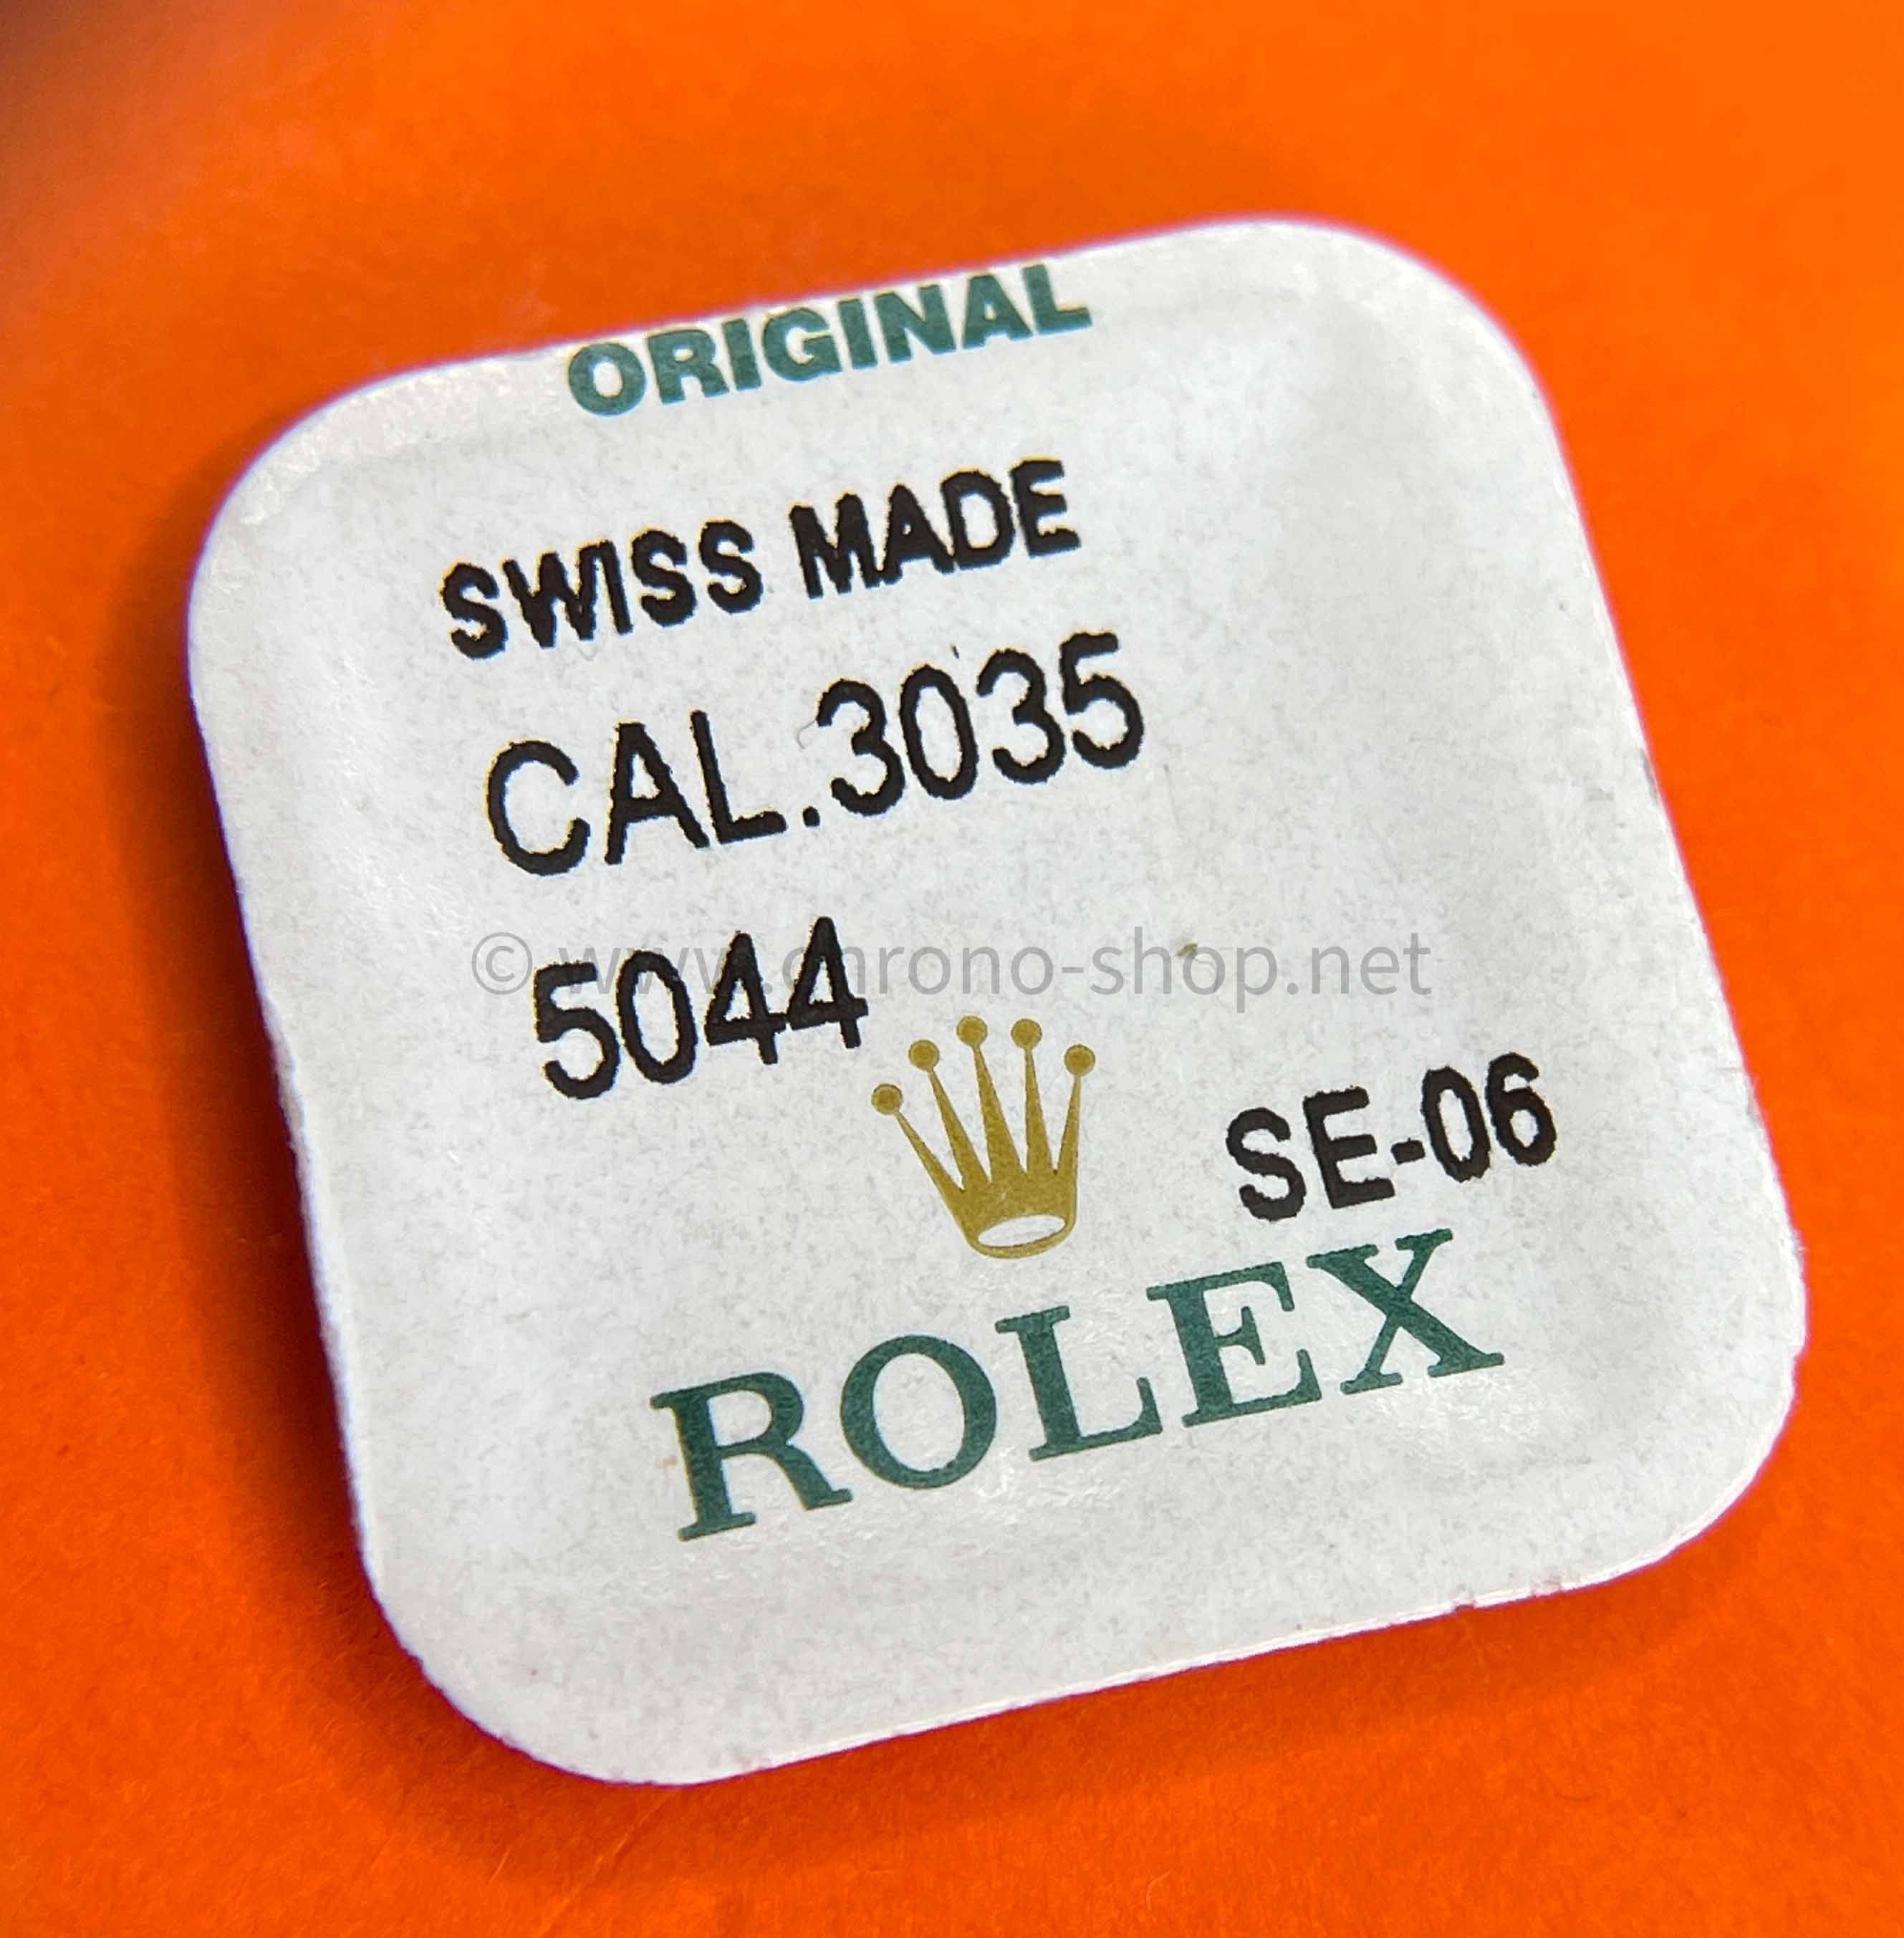 ORIGINAL
SWISS MADE
CAL.3035
© www.chrono-shop.net
5044
SE-06
ROLEX